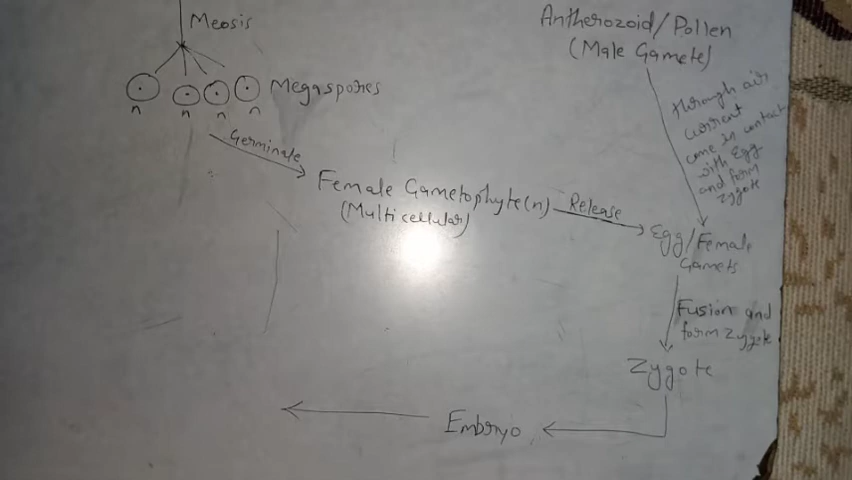 Meosis
Antherozoid/Pollen
(Male Gamete)
Megaspores
n n n n
through air
current
come in contact
with Egg
and form
zygote
Germinate
Female Gametophyte(n)
(Multicellular)
Release
Egg/Female
Gamets
Fusion and
form Zygote
Zygote
Embryo